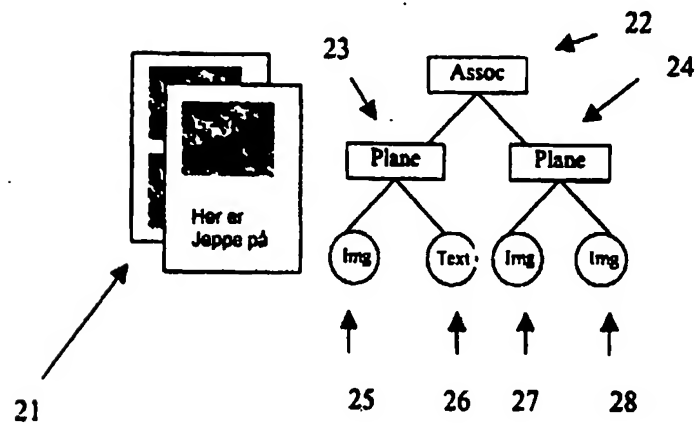 22
23
Assoc
24
Plane
Plane
Her er
Jeppe på
Img
Text
Img
Img
21
25
26
27
28